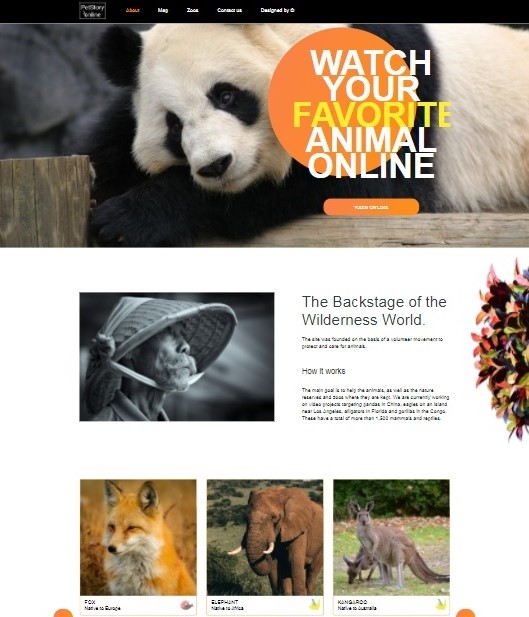 PetStory
online
About
Map
Zoos
Contact us
Designed by ©
WATCH
YOUR
FAVORITE
ANIMAL
ONLINE
The Backstage of the
Wilderness World.
The site was founded on the basis of a volunteer movement to
protect and care for animals.
How it works
The main goal is to help the animals, as well as the nature
reserves and zoos where they are kept. We are currently working
on video projects targeting pandas in China, eagles on an island
near Los Angeles, alligators in Florida and gorillas in the Congo.
These have a total of more than 1,500 mammals and reptiles.
FOX
Native to Europe
ELEPHANT
Native to Africa
KANGAROO
Native to Australia